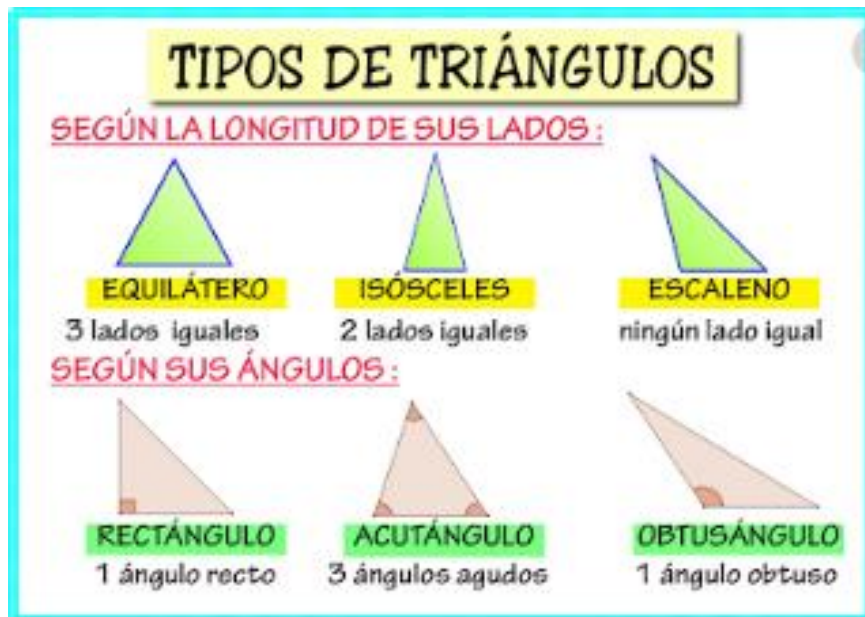 TIPOS DE TRIÁNGULOS
SEGÚN LA LONGITUD DE SUS LADOS :
EQUILÁTERO
ISÓSCELES
ESCALENO
3 lados iguales
2 lados iguales
ningún lado igual
SEGÚN SUS ÁNGULOS :
RECTÁNGULO
ACUTÁNGULO
OBTUSÁNGULO
1 ángulo recto
3 ángulos agudos
1 ángulo obtuso